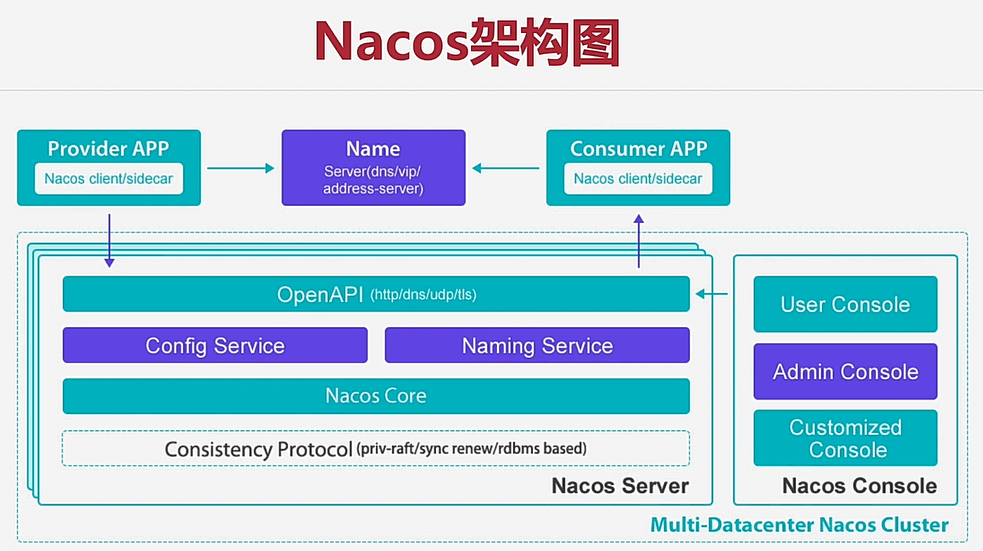 Nacos架构图
Provider APP
Nacos client/sidecar
Name
Server(dns/vip/
address-server)
Consumer APP
Nacos client/sidecar
OpenAPI (http/dns/udp/tls)
Config Service
Naming Service
Nacos Core
Consistency Protocol (priv-raft/sync renew/rdbms based)
Nacos Server
User Console
Admin Console
Customized
Console
Nacos Console
Multi-Datacenter Nacos Cluster